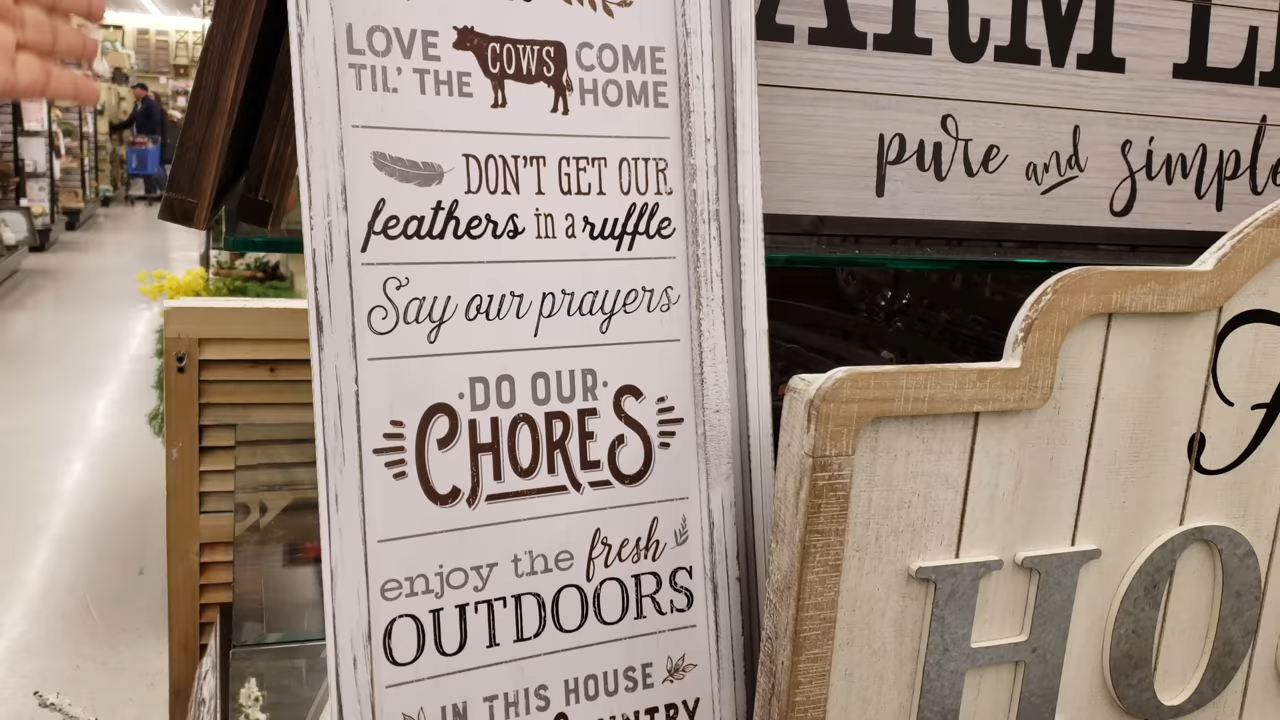 LOVE COWS COME
TIL' THE HOME
DON'T GET OUR
feathers in a ruffle
Say our prayers
DO OUR
CHORES
enjoy the fresh
OUTDOORS
IN THIS HOUSE
pure and simple
HO